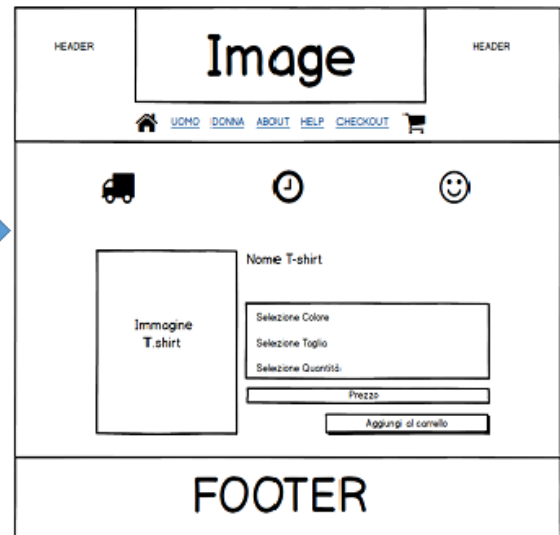 HEADER
Image
HEADER
UOMO DONNA ABOUT HELP CHECKOUT
Nome T-shirt
Immagine
T.shirt
Selezione Colore
Selezione Taglio
Selezione Quantità
Prezzo
Aggiungi al carrello
FOOTER